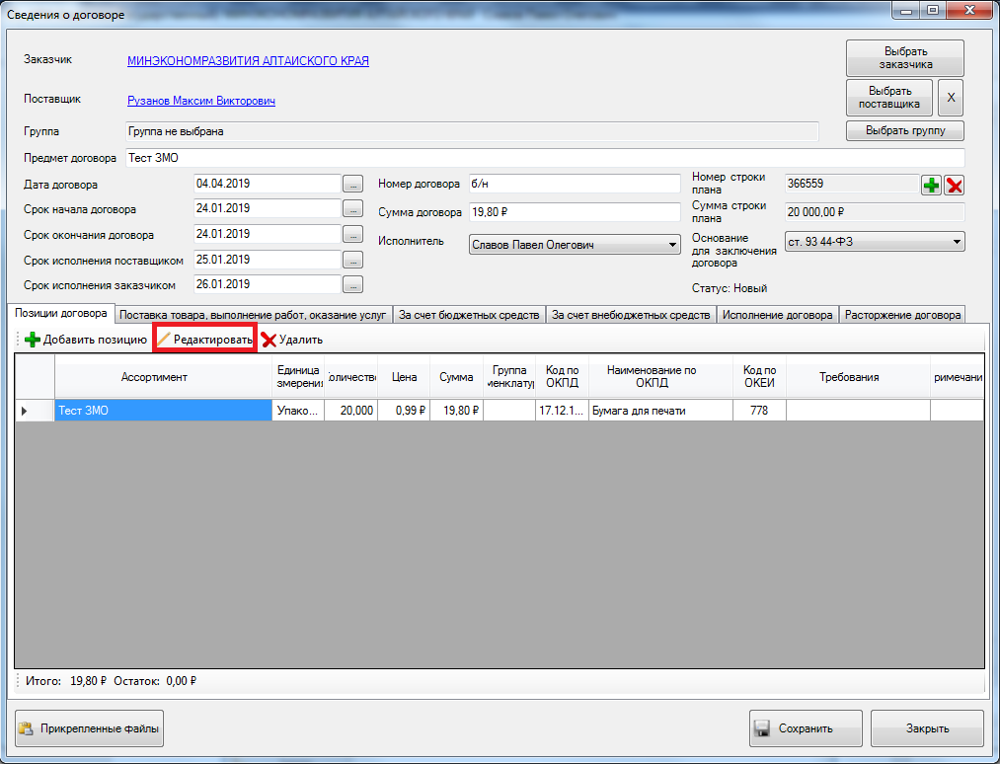 Сведения о договоре
Заказчик
МИНЭКОНОМРАЗВИТИЯ АЛТАЙСКОГО КРАЯ
Выбрать
заказчика
Поставщик
Рузанов Максим Викторович
Выбрать
поставщика
X
Группа
Группа не выбрана
Выбрать группу
Предмет договора
Тест ЗМО
Дата договора
04.04.2019
...
Номер договора
б/н
Номер строки
плана
366559
Срок начала договора
24.01.2019
...
Сумма договора
19,80 ₽
Сумма строки
плана
20 000,00 ₽
Срок окончания договора
24.01.2019
...
Исполнитель
Славов Павел Олегович
Основание
для заключения
договора
ст. 93 44-ФЗ
Срок исполнения поставщиком
25.01.2019
...
Срок исполнения заказчиком
26.01.2019
...
Статус: Новый
Позиции договора
Поставка товара, выполнение работ, оказание услуг
За счет бюджетных средств
За счет внебюджетных средств
Исполнение договора
Расторжение договора
Добавить позицию
Редактировать
Удалить
Ассортимент
Единица
измерени
оличество
Цена
Сумма
Группа
менклатур
Код по
ОКПД
Наименование по
ОКПД
Код по
ОКЕИ
Требования
римечани
Тест ЗМО
Упако...
20,000
0,99 ₽
19,80 ₽
17.12.1...
Бумага для печати
778
Итого: 19,80 ₽ Остаток: 0,00 ₽
Прикрепленные файлы
Сохранить
Закрыть